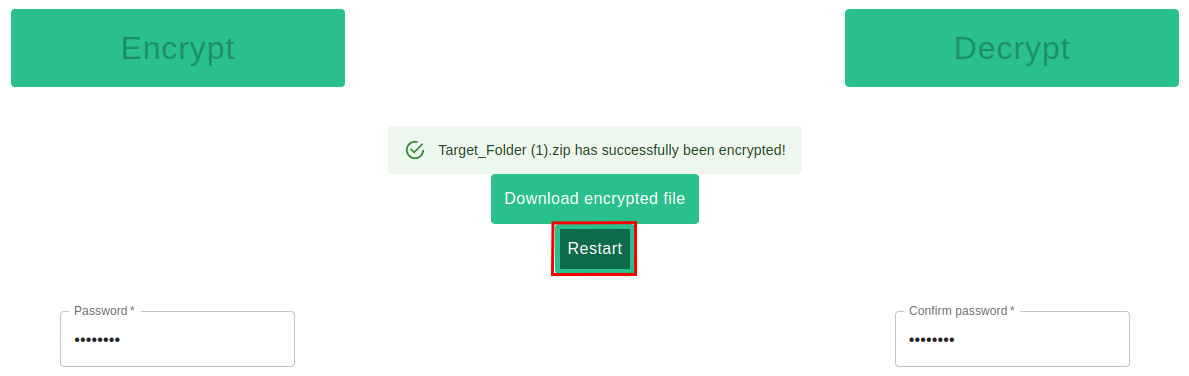 Encrypt
Decrypt
Target_Folder (1).zip has successfully been encrypted!
Download encrypted file
Restart
Password *
Confirm password *
••••••••
••••••••